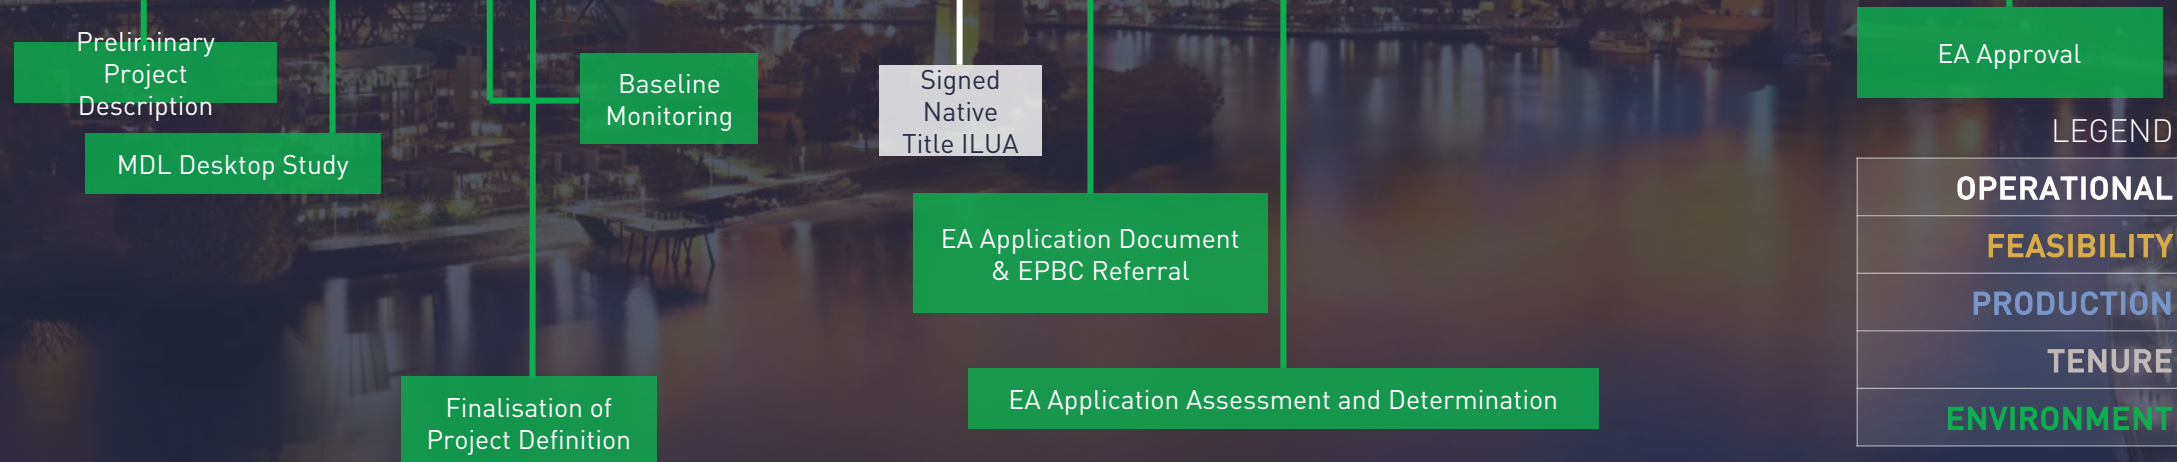 Preliminary
Project
Description
MDL Desktop Study
Baseline
Monitoring
Finalisation of
Project Definition
Signed
Native
Title ILUA
EA Application Document
& EPBC Referral
EA Application Assessment and Determination
EA Approval
LEGEND
OPERATIONAL
FEASIBILITY
PRODUCTION
TENURE
ENVIRONMENT